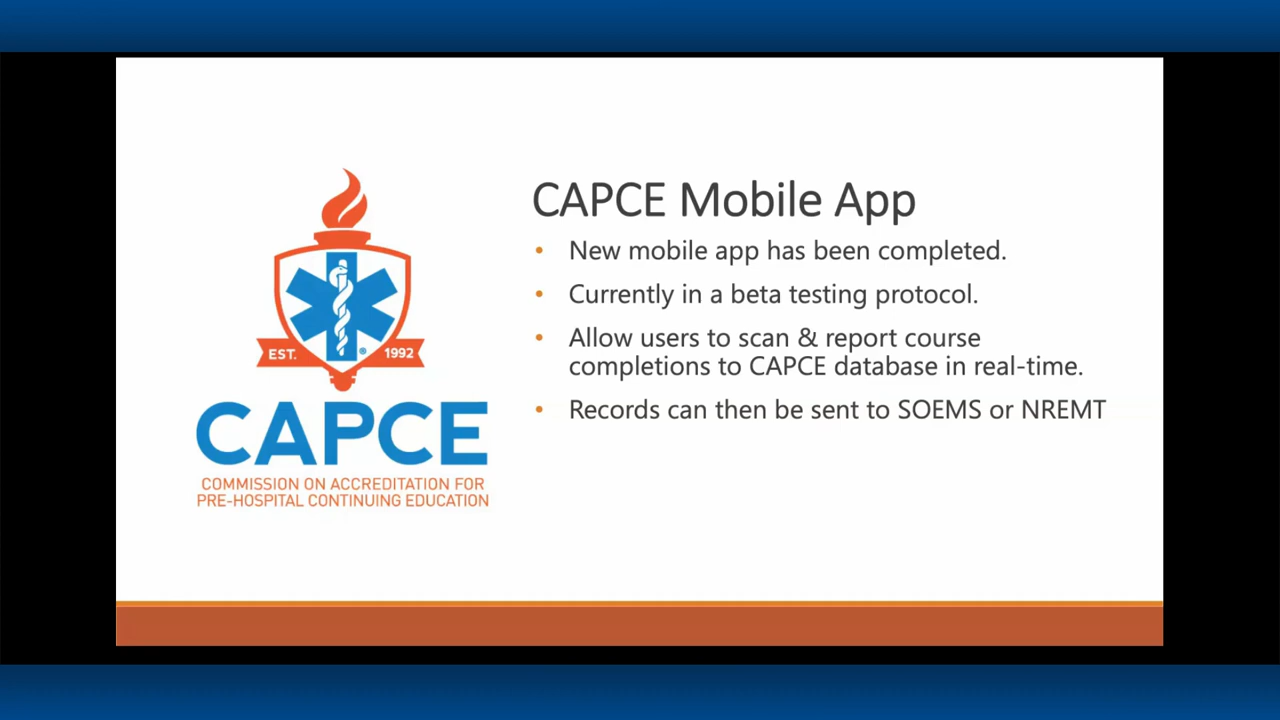 EST.
1992
®
CAPCE
COMMISSION ON ACCREDITATION FOR
PRE-HOSPITAL CONTINUING EDUCATION
CAPCE Mobile App
• New mobile app has been completed.
• Currently in a beta testing protocol.
• Allow users to scan & report course
completions to CAPCE database in real-time.
• Records can then be sent to SOEMS or NREMT